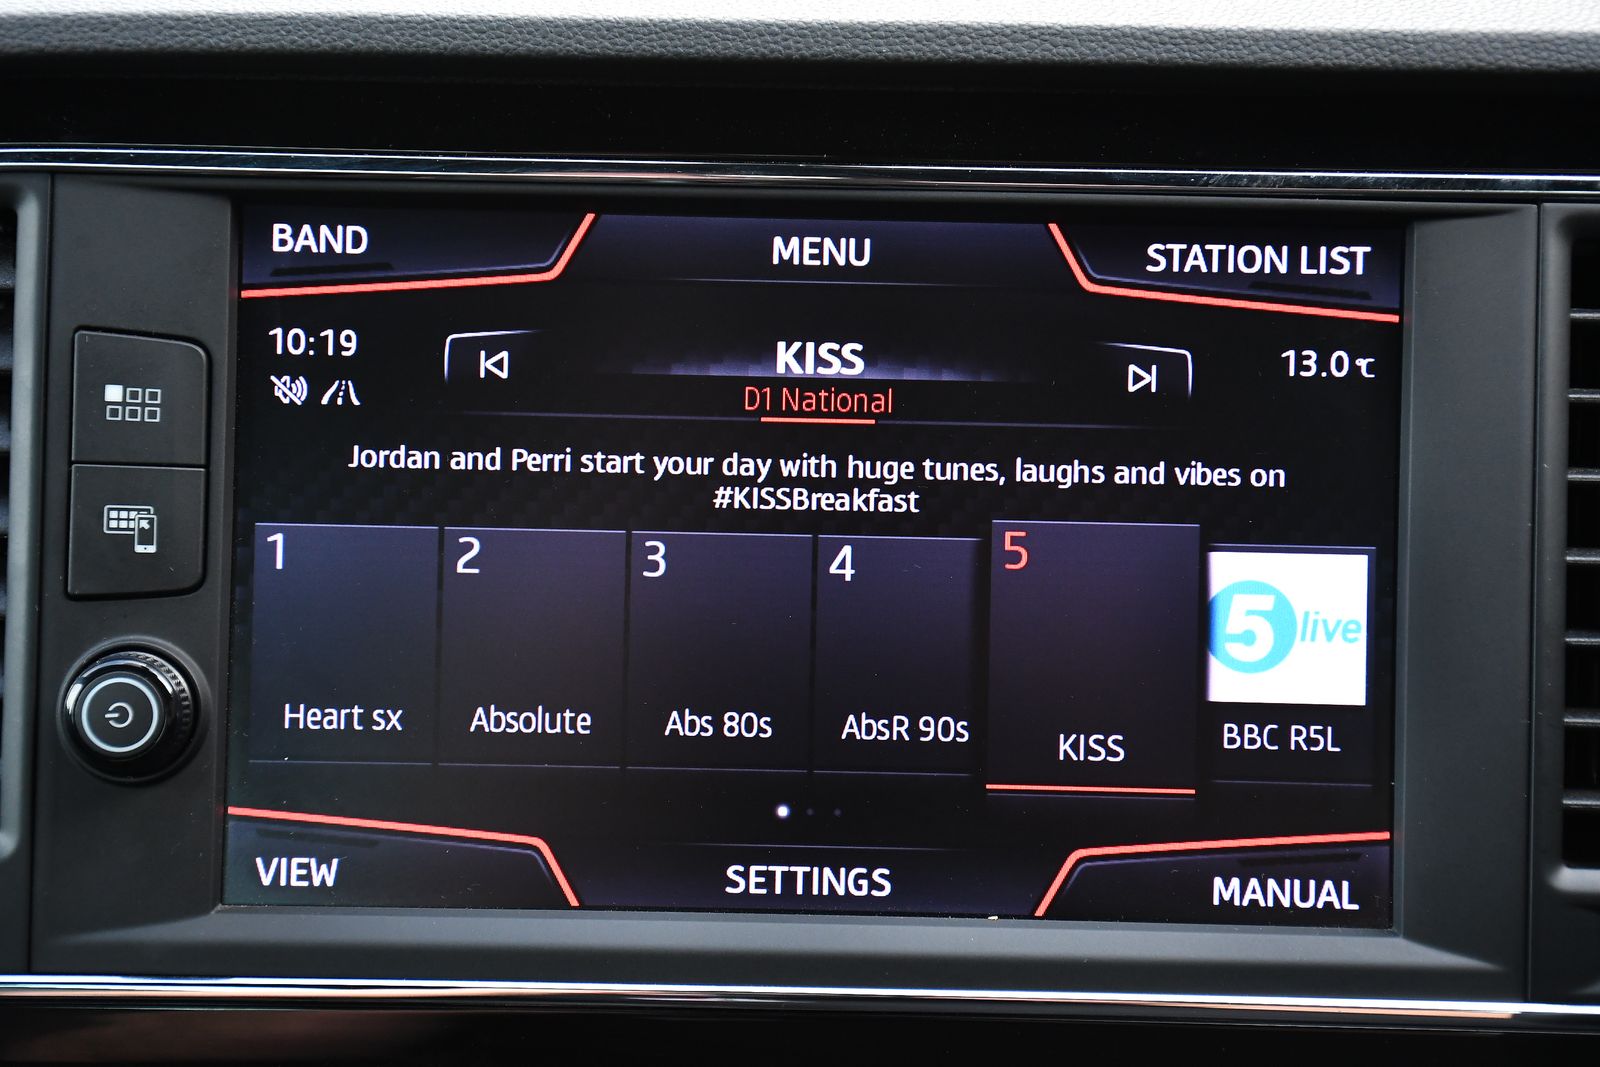 BAND
MENU
STATION LIST
10:19
KISS
13.0°C
D1 National
Jordan and Perri start your day with huge tunes, laughs and vibes on
#KISSBreakfast
1
2
3
4
5
5 live
Heart sx
Absolute
Abs 80s
AbsR 90s
KISS
BBC R5L
VIEW
SETTINGS
MANUAL